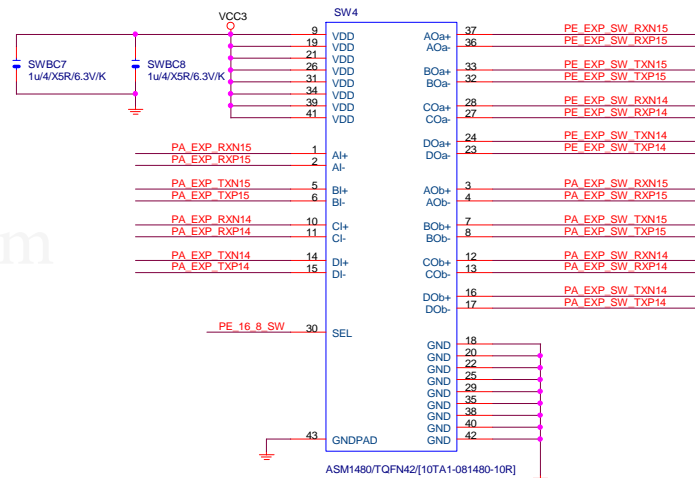 SW4
VCC3
SWBC7
1u/4/X5R/6.3V/K
SWBC8
1u/4/X5R/6.3V/K
9 VDD
19 VDD
21 VDD
26 VDD
31 VDD
34 VDD
39 VDD
41 VDD
PA_EXP_RXN15 1 AI+
PA_EXP_RXP15 2 AI-
PA_EXP_TXN15 5 BI+
PA_EXP_TXP15 6 BI-
PA_EXP_RXN14 10 CI+
PA_EXP_RXP14 11 CI-
PA_EXP_TXN14 14 DI+
PA_EXP_TXP14 15 DI-
PE_16_8_SW 30 SEL
43 GNDPAD
AOa+ 37 PE_EXP_SW_RXN15
AOa- 36 PE_EXP_SW_RXP15
BOa+ 33 PE_EXP_SW_TXN15
BOa- 32 PE_EXP_SW_TXP15
COa+ 28 PE_EXP_SW_RXN14
COa- 27 PE_EXP_SW_RXP14
DOa+ 24 PE_EXP_SW_TXN14
DOa- 23 PE_EXP_SW_TXP14
AOb+ 3 PA_EXP_SW_RXN15
AOb- 4 PA_EXP_SW_RXP15
BOb+ 7 PA_EXP_SW_TXN15
BOb- 8 PA_EXP_SW_TXP15
COb+ 12 PA_EXP_SW_RXN14
COb- 13 PA_EXP_SW_RXP14
DOb+ 16 PA_EXP_SW_TXN14
DOb- 17 PA_EXP_SW_TXP14
GND 18
GND 20
GND 22
GND 25
GND 29
GND 35
GND 38
GND 40
GND 42
ASM1480/TQFN42/[10TA1-081480-10R]
m